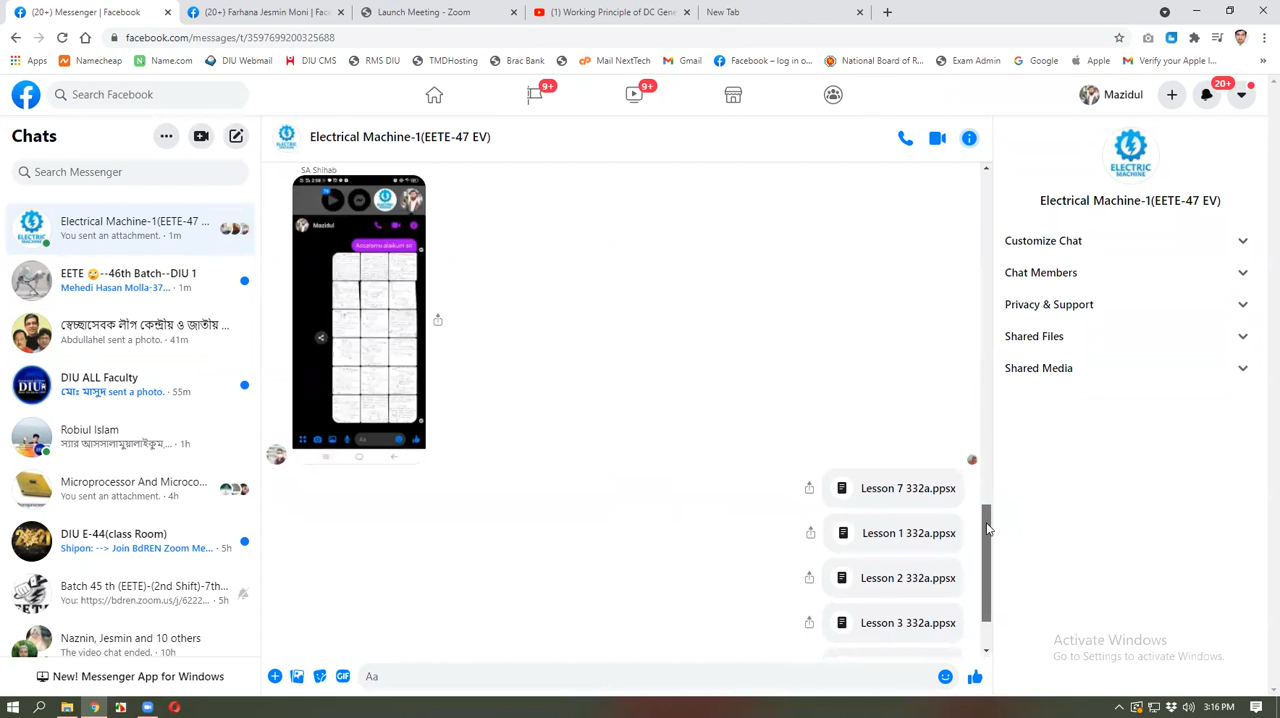 (20+) Messenger | Facebook
(20+) Farhana Jesmin Moni | Fac
Launch Meeting - Zoom
(1) Working Principle of DC Gene
New Tab
facebook.com/messages/t/3597699200325688
Apps
Namecheap
Name.com
DIU Webmail
DIU CMS
RMS DIU
TMDHosting
Brac Bank
Mail NextTech
Gmail
Facebook – log in o...
National Board of R...
Exam Admin
Google
Apple
Verify your Apple I...
Search Facebook
9+
9+
Mazidul
20+
Chats
Search Messenger
Electrical Machine-1(EETE-47 ...
You sent an attachment. · 1m
EETE 🙄--46th Batch--DIU 1
Mehedi Hasan Molla-37... · 1m
স্বেচ্ছাসেবক লীগ কেন্দ্রীয় ও জাতীয় ...
Abdullahel sent a photo. · 41m
DIU ALL Faculty
মোঃ মাসুদ sent a photo. · 55m
Robiul Islam
স্যার আসসালামুয়ালাইকুম,... · 1h
Microprocessor And Microco...
You sent an attachment. · 4h
DIU E-44(class Room)
Shipon: --> Join BdREN Zoom Me... · 5h
Batch 45 th (EETE)-(2nd Shift)-7th...
You: https://bdren.zoom.us/j/6222... · 5h
Naznin, Jesmin and 10 others
The video chat ended. · 10h
New! Messenger App for Windows
Electrical Machine-1(EETE-47 EV)
SA Shihab
Mazidul
Assalamu alaikum sir
Aa
Lesson 7 332a.ppsx
Lesson 1 332a.ppsx
Lesson 2 332a.ppsx
Lesson 3 332a.ppsx
Aa
GIF
ELECTRIC
MACHINE
Electrical Machine-1(EETE-47 EV)
Customize Chat
Chat Members
Privacy & Support
Shared Files
Shared Media
Activate Windows
Go to Settings to activate Windows.
3:16 PM